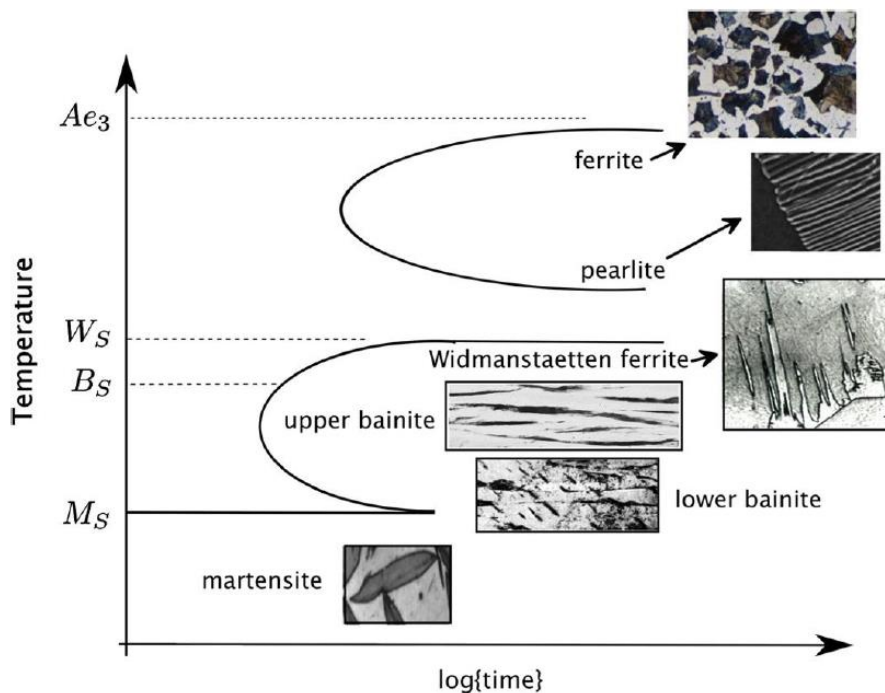 Ae3
ferrite
pearlite
Temperature
WS
Widmanstaetten ferrite
BS
upper bainite
MS
lower bainite
martensite
log{time}